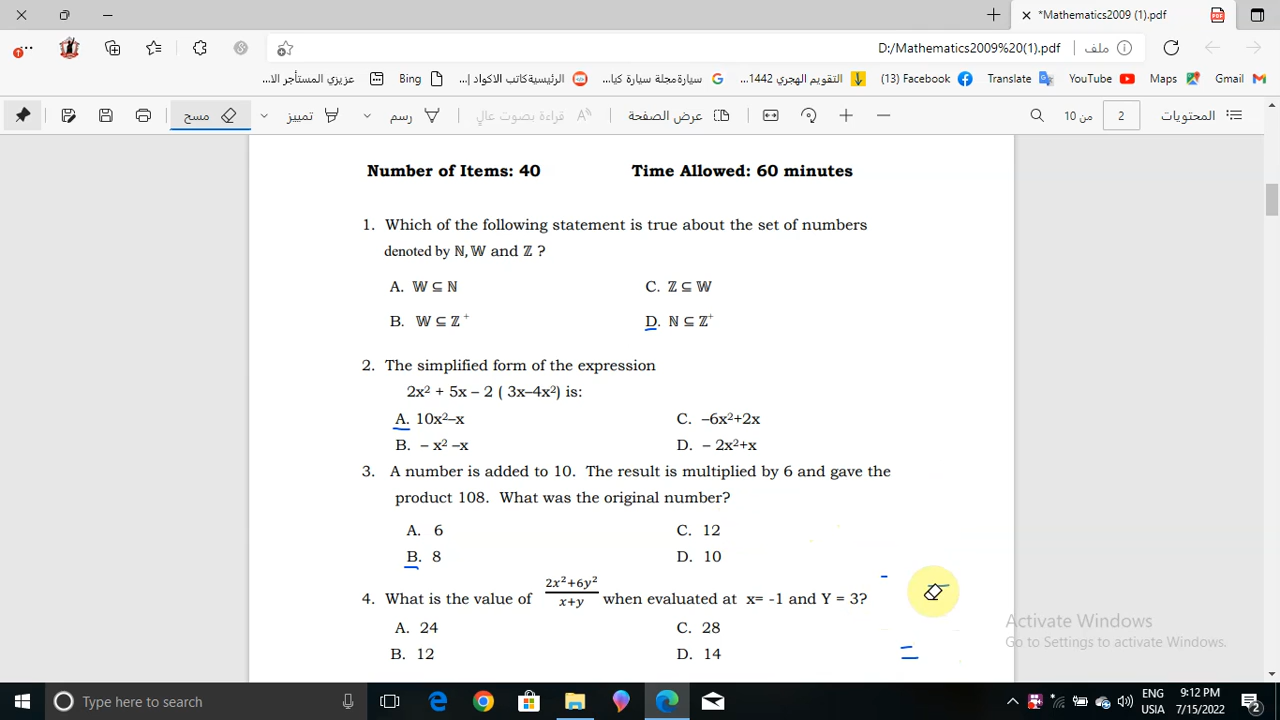 *Mathematics2009 (1).pdf
D:/Mathematics2009%20(1).pdf ملف
عزيزي المستأجر الا... Bing الرئيسيةكاتب الاكواد |... سيارةمجلة سيارة كيا... التقويم الهجري 1442... (13) Facebook Translate YouTube Maps Gmail
مسح تمييز رسم قراءة بصوت عالٍ عرض الصفحة من 10 2 المحتويات
Number of Items: 40 Time Allowed: 60 minutes
1. Which of the following statement is true about the set of numbers
denoted by ℕ, 𝕎 and ℤ ?
A. 𝕎 ⊆ ℕ C. ℤ ⊆ 𝕎
B. 𝕎 ⊆ ℤ⁺ D. ℕ ⊆ ℤ⁺
2. The simplified form of the expression
2x² + 5x – 2 ( 3x–4x²) is:
A. 10x²–x C. –6x²+2x
B. – x² –x D. – 2x²+x
3. A number is added to 10. The result is multiplied by 6 and gave the
product 108. What was the original number?
A. 6 C. 12
B. 8 D. 10
4. What is the value of (2x²+6y²)/(x+y) when evaluated at x= -1 and Y = 3?
A. 24 C. 28
B. 12 D. 14
Activate Windows
Go to Settings to activate Windows.
Type here to search
ENG 9:12 PM
USIA 7/15/2022 2